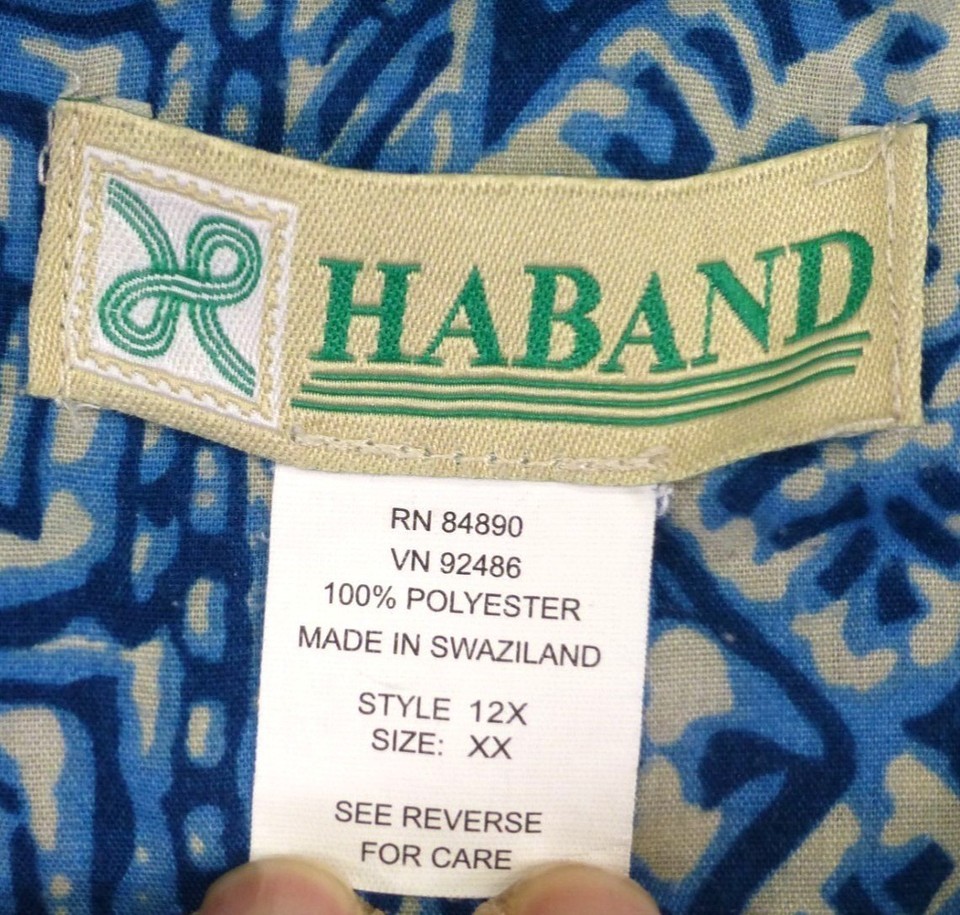 HABAND
RN 84890
VN 92486
100% POLYESTER
MADE IN SWAZILAND
STYLE 12X
SIZE: XX
SEE REVERSE
FOR CARE